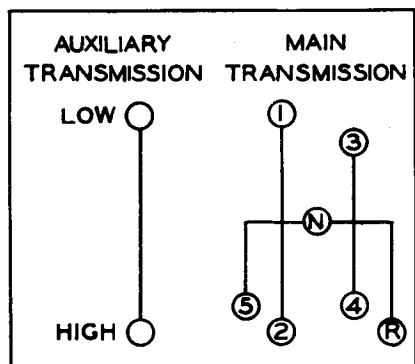 AUXILIARY TRANSMISSION
MAIN TRANSMISSION
LOW
1
3
N
5
2
4
R
HIGH